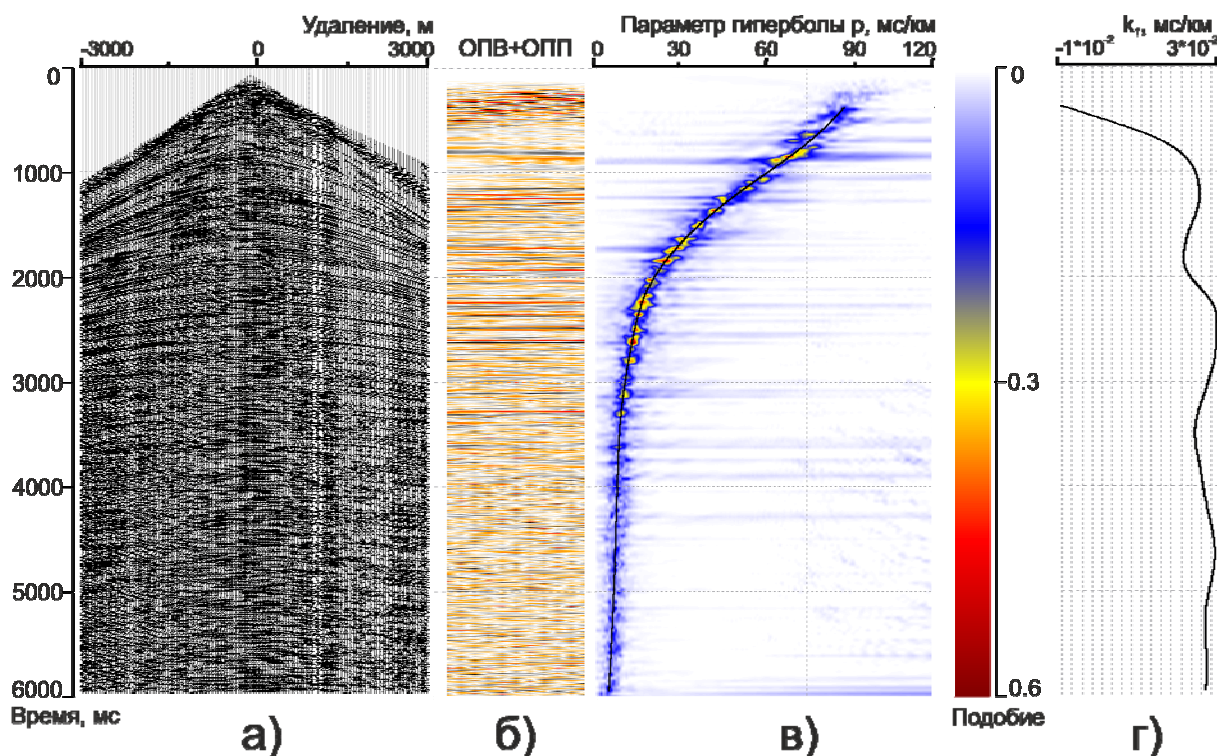 Удаление, м
-3000 0 3000
ОПВ+ОПП
Параметр гиперболы p, мс/км
0 30 60 90 120
k↑, мс/км
-1*10⁻² 3*10⁻³
0
1000
2000
3000
4000
5000
6000
Время, мс
0
0.3
0.6
Подобие
а) б) в) г)